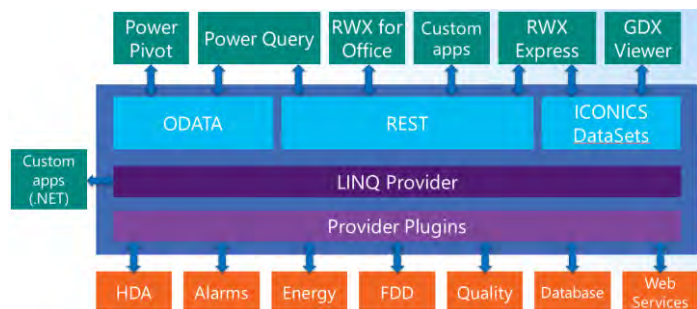 Power
Pivot
Power Query
RWX for
Office
Custom
apps
RWX
Express
GDX
Viewer
ODATA
REST
ICONICS
DataSets
Custom
apps
(.NET)
LINQ Provider
Provider Plugins
HDA
Alarms
Energy
FDD
Quality
Database
Web
Services